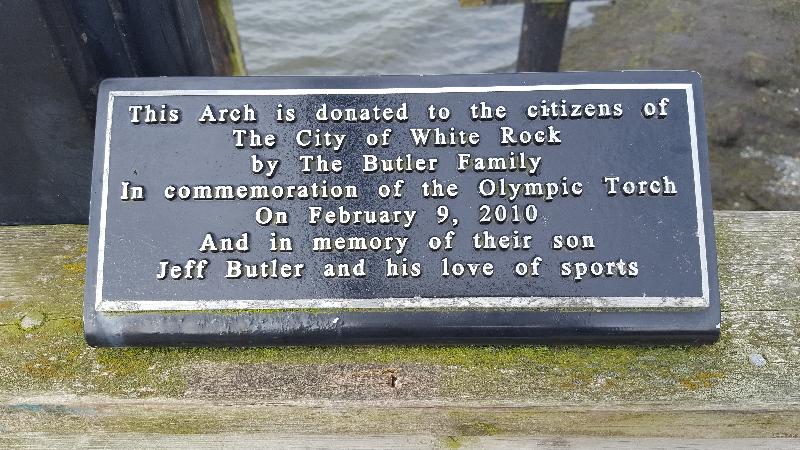 This Arch is donated to the citizens of
The City of White Rock
by The Butler Family
In commemoration of the Olympic Torch
On February 9, 2010
And in memory of their son
Jeff Butler and his love of sports